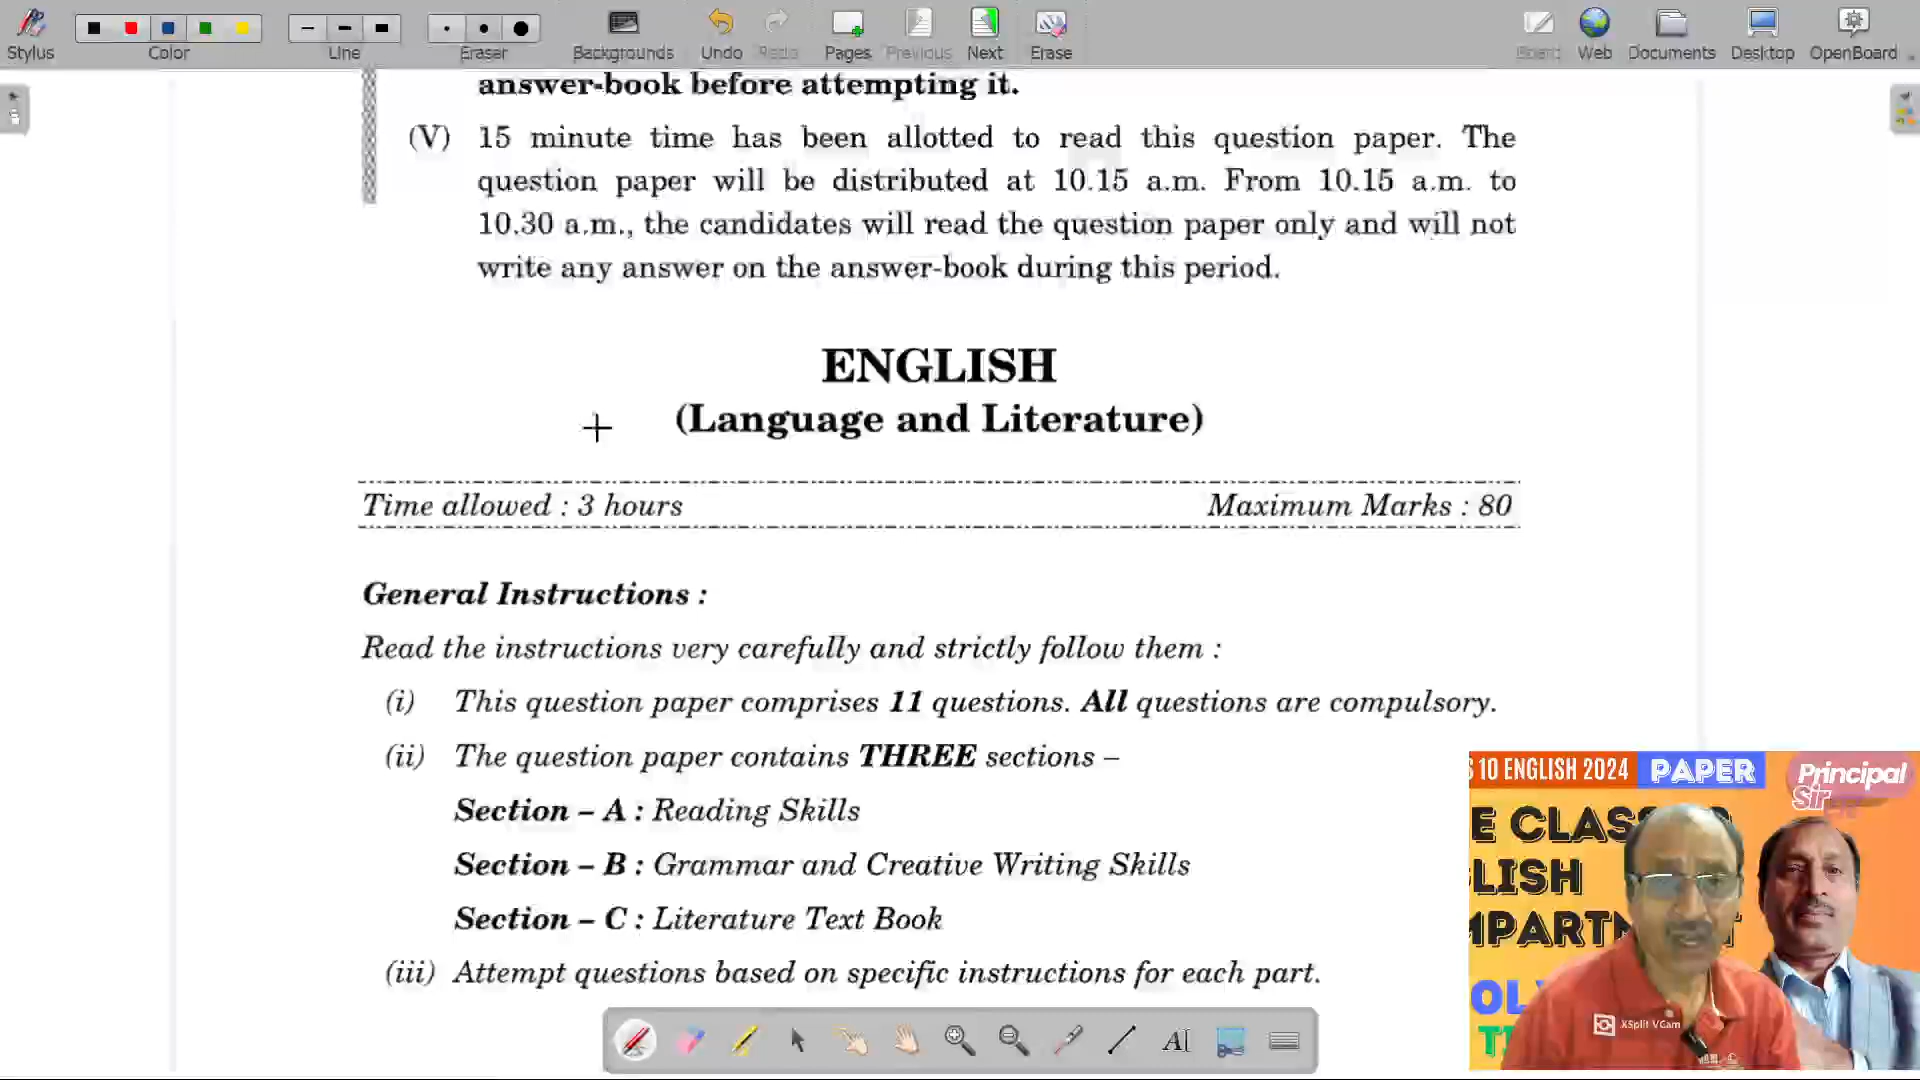 Stylus
Color
Line
Eraser
Backgrounds
Undo
Redo
Pages
Previous
Next
Erase
Board
Web
Documents
Desktop
OpenBoard
answer-book before attempting it.
(V) 15 minute time has been allotted to read this question paper. The
question paper will be distributed at 10.15 a.m. From 10.15 a.m. to
10.30 a.m., the candidates will read the question paper only and will not
write any answer on the answer-book during this period.
ENGLISH
(Language and Literature)
Time allowed : 3 hours Maximum Marks : 80
General Instructions :
Read the instructions very carefully and strictly follow them :
(i) This question paper comprises 11 questions. All questions are compulsory.
(ii) The question paper contains THREE sections –
Section – A : Reading Skills
Section – B : Grammar and Creative Writing Skills
Section – C : Literature Text Book
(iii) Attempt questions based on specific instructions for each part.
S 10 ENGLISH 2024 PAPER
Principal
Sir
E CLASS
LISH
MPARTM T
OL
TI
XSplit VCam